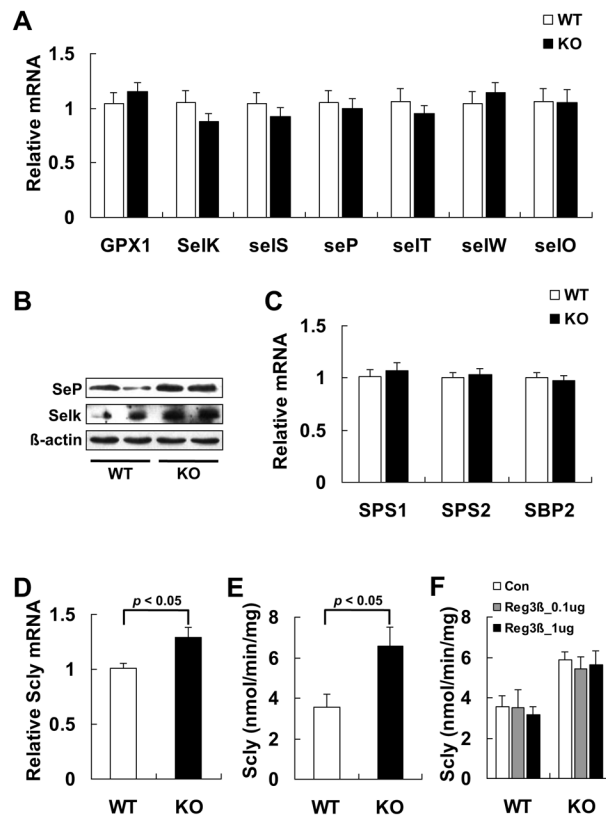 A
WT
KO
Relative mRNA
1.5
1
0.5
0
GPX1 SelK selS seP selT selW selO
B
SeP
Selk
ß-actin
WT KO
C
WT
KO
Relative mRNA
1.5
1
0.5
0
SPS1 SPS2 SBP2
D
p < 0.05
Relative Scly mRNA
1.5
1
0.5
0
WT KO
E
p < 0.05
Scly (nmol/min/mg)
8
6
4
2
0
WT KO
F
Con
Reg3ß_0.1ug
Reg3ß_1ug
Scly (nmol/min/mg)
8
6
4
2
0
WT KO